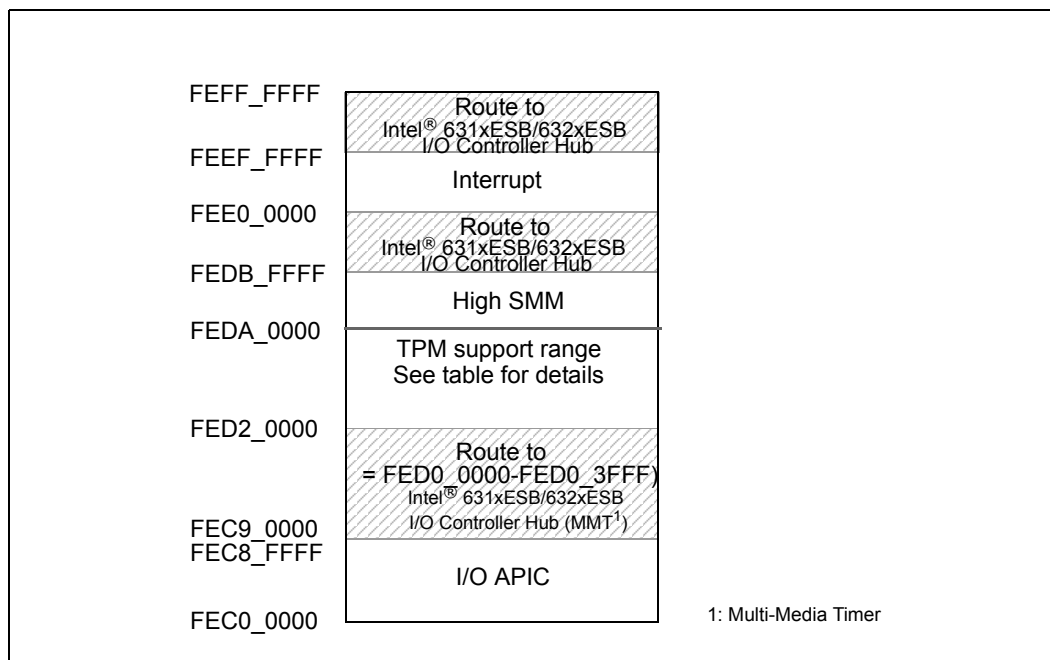 FEFF_FFFF
Route to
Intel® 631xESB/632xESB
I/O Controller Hub
FEEF_FFFF
Interrupt
FEE0_0000
Route to
Intel® 631xESB/632xESB
I/O Controller Hub
FEDB_FFFF
High SMM
FEDA_0000
TPM support range
See table for details
FED2_0000
Route to
= FED0_0000-FED0_3FFF)
Intel® 631xESB/632xESB
I/O Controller Hub (MMT¹)
FEC9_0000
FEC8_FFFF
I/O APIC
FEC0_0000
1: Multi-Media Timer